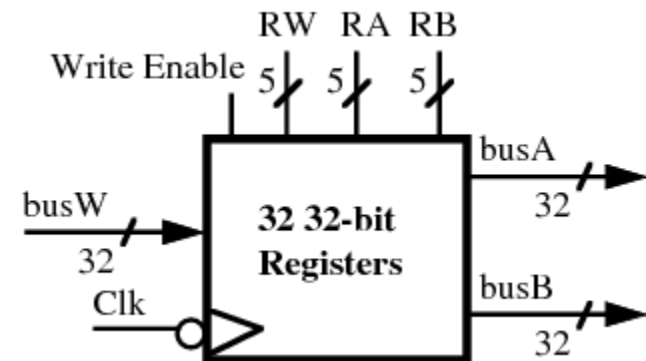 RW RA RB
Write Enable 5 5 5
busA
busW 32 32-bit 32
32 Registers
Clk busB
32